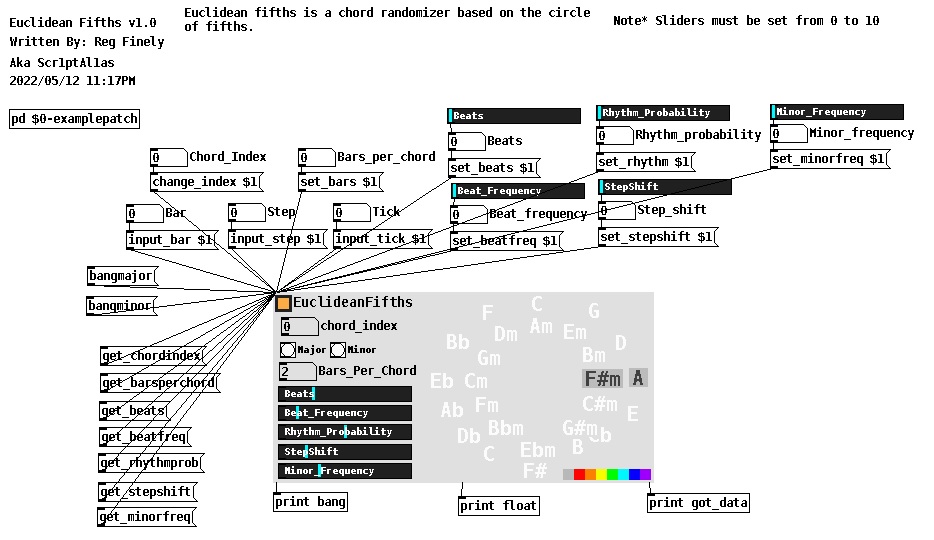 Euclidean Fifths v1.0
Written By: Reg Finely
Aka Scr1ptAl1as
2022/05/12 11:17PM
Euclidean fifths is a chord randomizer based on the circle
of fifths.
Note* Sliders must be set from 0 to 10
pd $0-examplepatch
Beats
Rhythm_Probability
Minor_Frequency
0 Beats
0 Rhythm_probability
0 Minor_frequency
0 Chord_Index
0 Bars_per_chord
set_beats $1
set_rhythm $1
set_minorfreq $1
change_index $1
set_bars $1
Beat_Frequency
StepShift
0 Bar
0 Step
0 Tick
0 Beat_frequency
0 Step_shift
input_bar $1
input_step $1
input_tick $1
set_beatfreq $1
set_stepshift $1
bangmajor
bangminor
get_chordindex
get_barsperchord
get_beats
get_beatfreq
get_rhythmprob
get_stepshift
get_minorfreq
EuclideanFifths
0 chord_index
Major Minor
2 Bars_Per_Chord
Beats
Beat_Frequency
Rhythm_Probability
StepShift
Minor_Frequency
F C G
Dm Am Em
Bb D
Gm Bm
Eb Cm F#m A
Ab Fm C#m E
Db Bbm G#m Cb
C Ebm B
F#
print bang
print float
print got_data